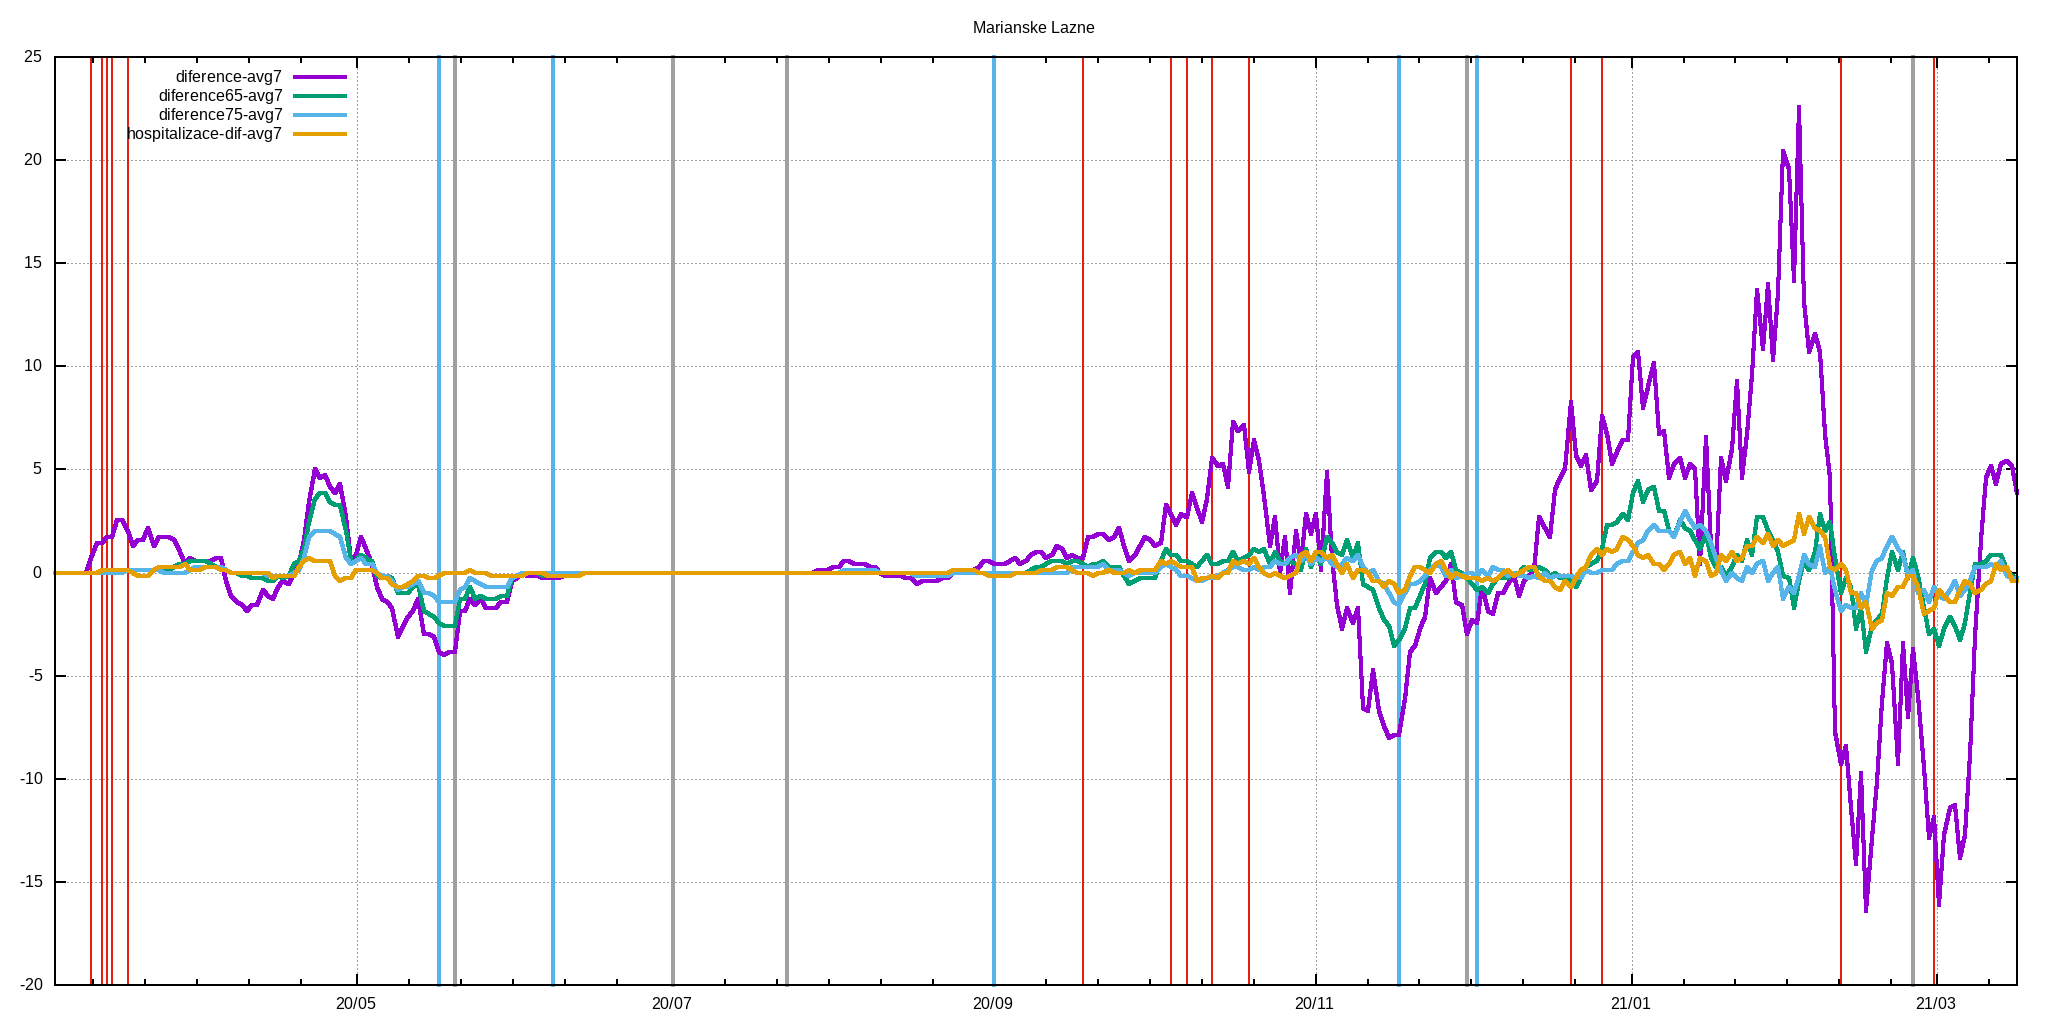 Marianske Lazne
25
diference-avg7
diference65-avg7
diference75-avg7
hospitalizace-dif-avg7
20
15
10
5
0
-5
-10
-15
-20
20/05 20/07 20/09 20/11 21/01 21/03